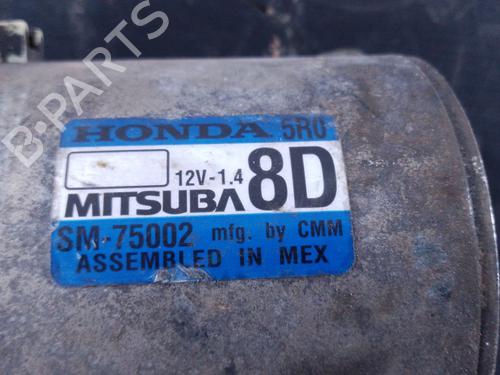 B-PARTS
HONDA 5R0
12V-1.4 8D
MITSUBA
SM-75002 mfg. by CMM
ASSEMBLED IN MEX